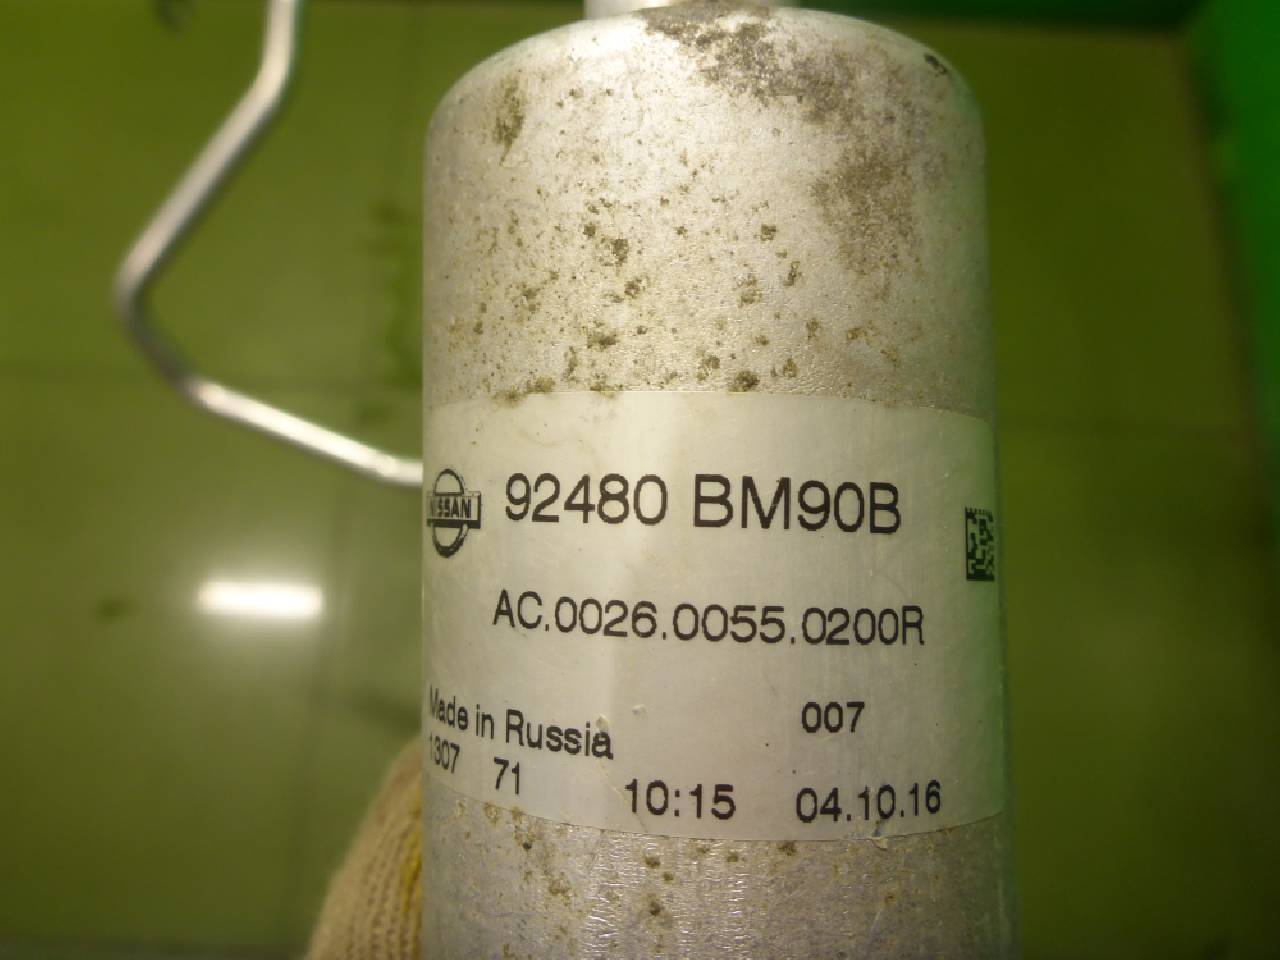 NISSAN
92480 BM90B
AC.0026.0055.0200R
Made in Russia
007
1307 71
10:15
04.10.16